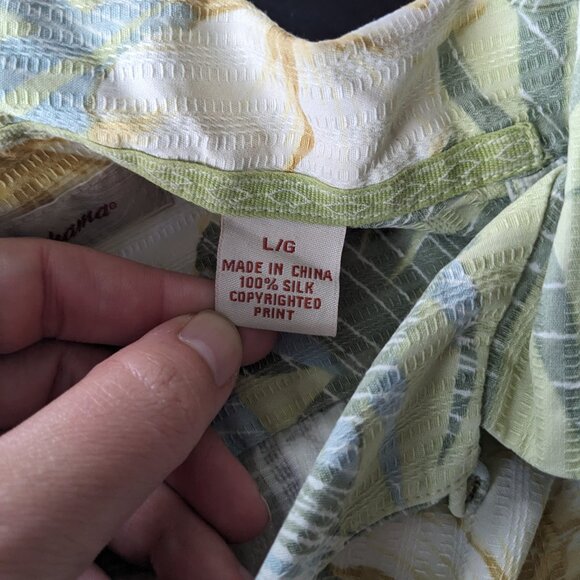 L/G
MADE IN CHINA
100% SILK
COPYRIGHTED
PRINT